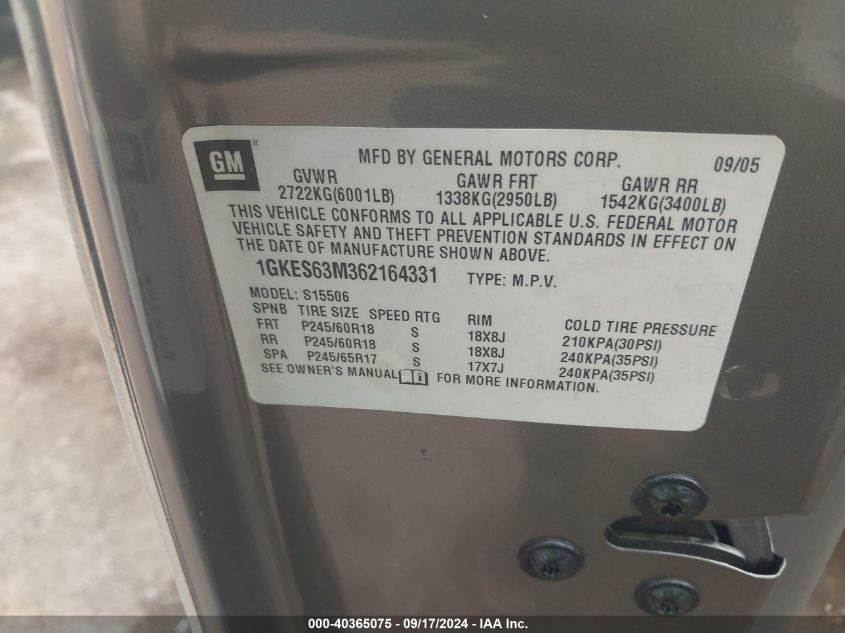 GM®
MFD BY GENERAL MOTORS CORP. 09/05
GVWR GAWR FRT GAWR RR
2722KG(6001LB) 1338KG(2950LB) 1542KG(3400LB)
THIS VEHICLE CONFORMS TO ALL APPLICABLE U.S. FEDERAL MOTOR
VEHICLE SAFETY AND THEFT PREVENTION STANDARDS IN EFFECT ON
THE DATE OF MANUFACTURE SHOWN ABOVE.
1GKES63M362164331 TYPE: M.P.V.
MODEL: S15506
SPNB TIRE SIZE SPEED RTG RIM COLD TIRE PRESSURE
FRT P245/60R18 S 18X8J 210KPA(30PSI)
RR P245/60R18 S 18X8J 240KPA(35PSI)
SPA P245/65R17 S 17X7J 240KPA(35PSI)
SEE OWNER'S MANUAL FOR MORE INFORMATION.
000-40365075 - 09/17/2024 - IAA Inc.